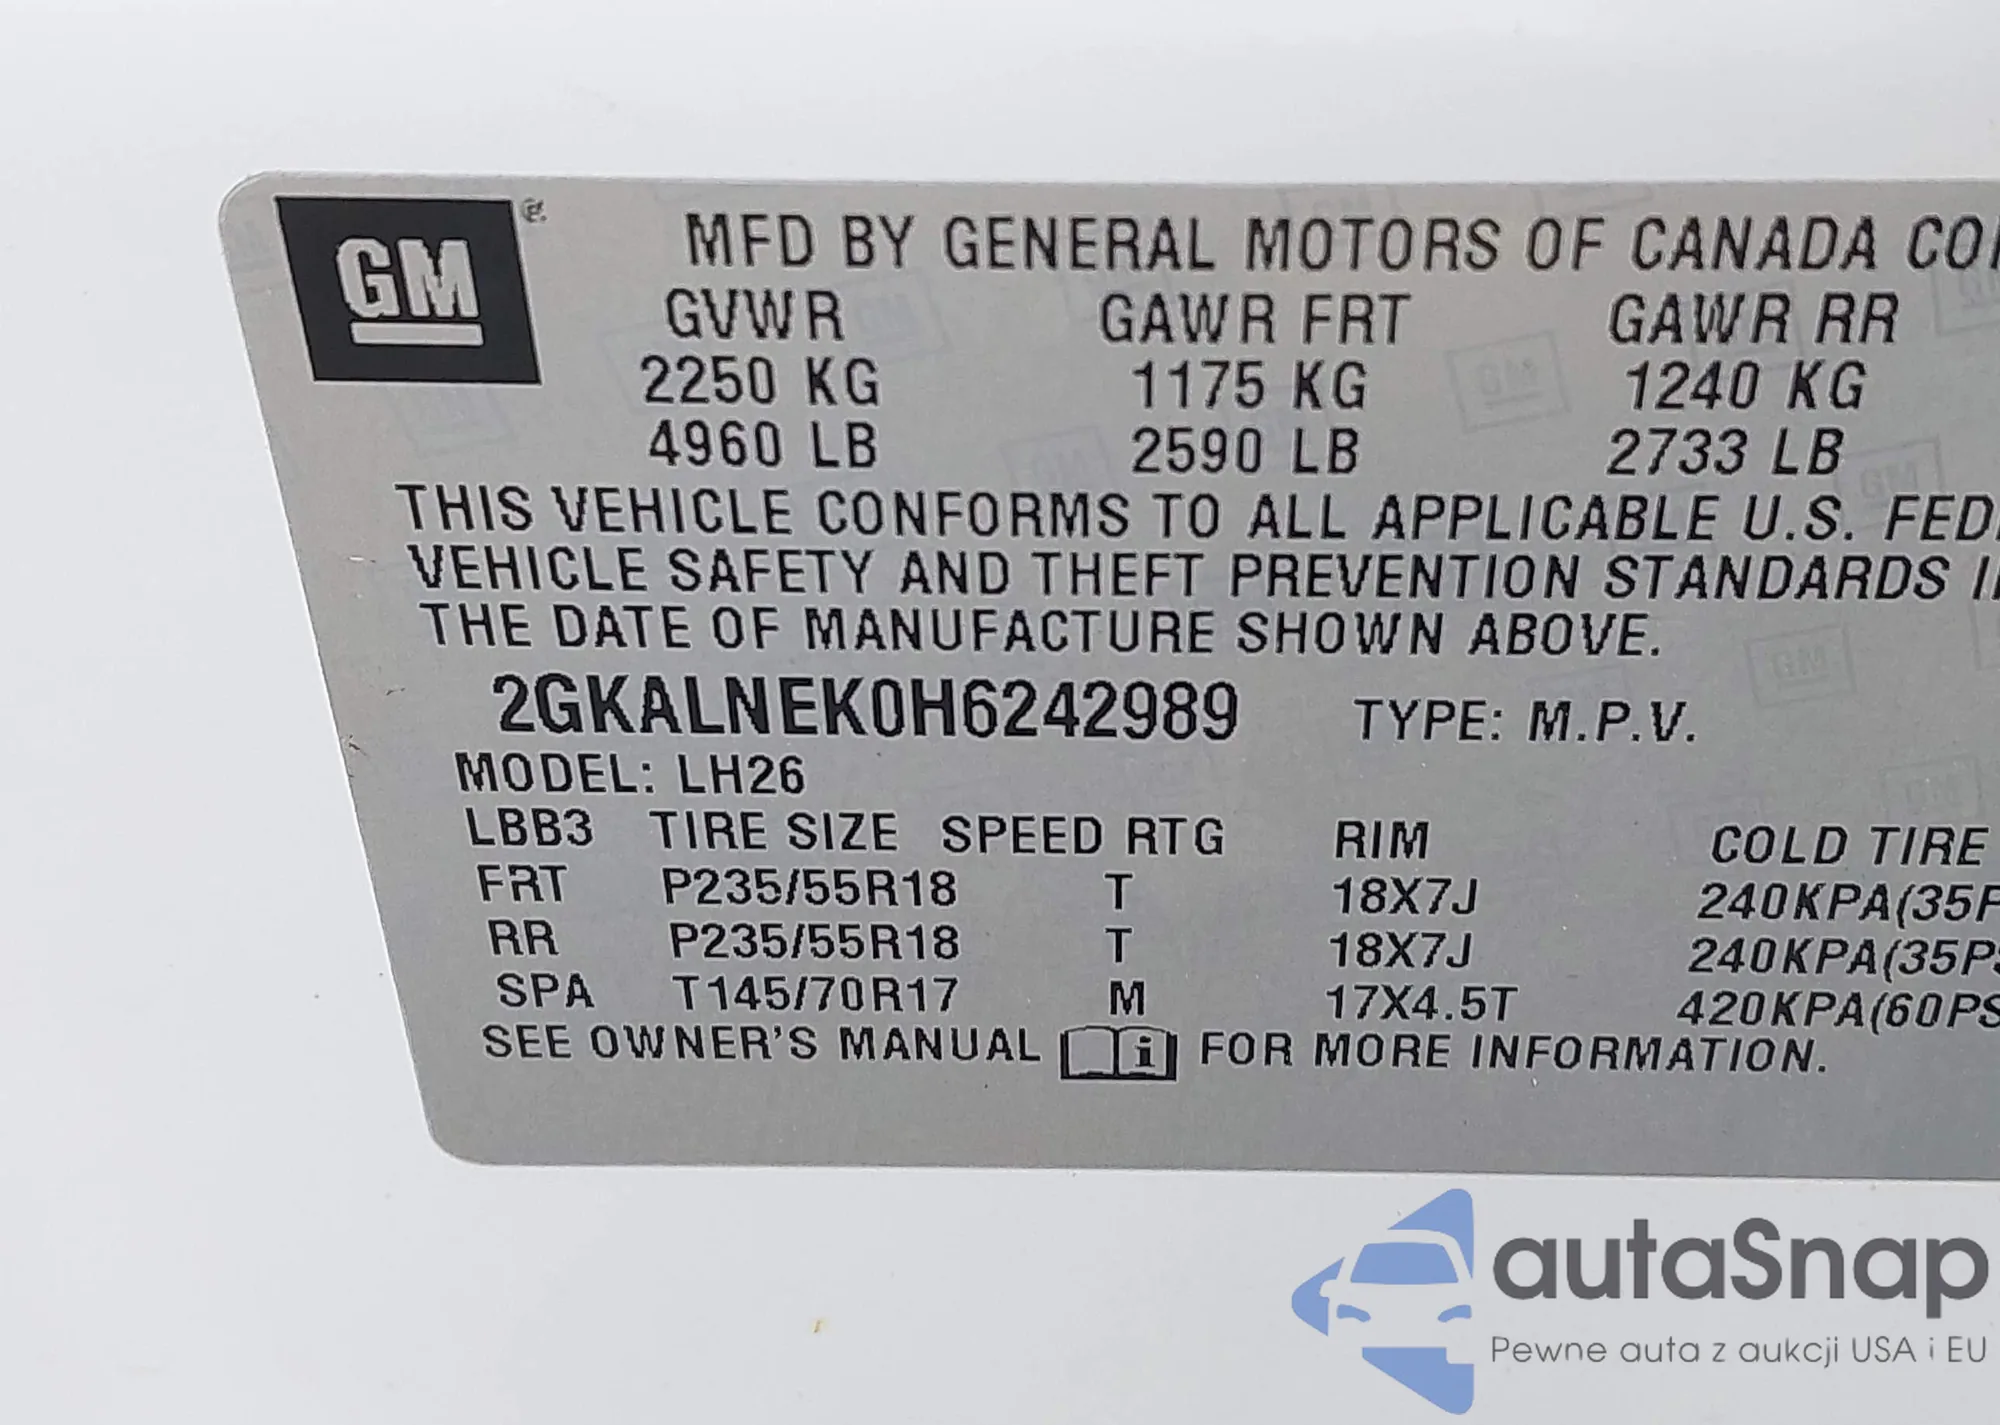 GM ®
MFD BY GENERAL MOTORS OF CANADA
GVWR GAWR FRT GAWR RR
2250 KG 1175 KG 1240 KG
4960 LB 2590 LB 2733 LB
THIS VEHICLE CONFORMS TO ALL APPLICABLE U.S.
VEHICLE SAFETY AND THEFT PREVENTION STANDARDS
THE DATE OF MANUFACTURE SHOWN ABOVE.
2GKALNEK0H6242989 TYPE: M.P.V.
MODEL: LH26
LBB3 TIRE SIZE SPEED RTG RIM COLD TIRE
FRT P235/55R18 T 18X7J 240KPA(35P
RR P235/55R18 T 18X7J 240KPA(35PS
SPA T145/70R17 M 17X4.5T 420KPA(60PS
SEE OWNER'S MANUAL i FOR MORE INFORMATION.
autaSnap
Pewne auta z aukcji USA i EU